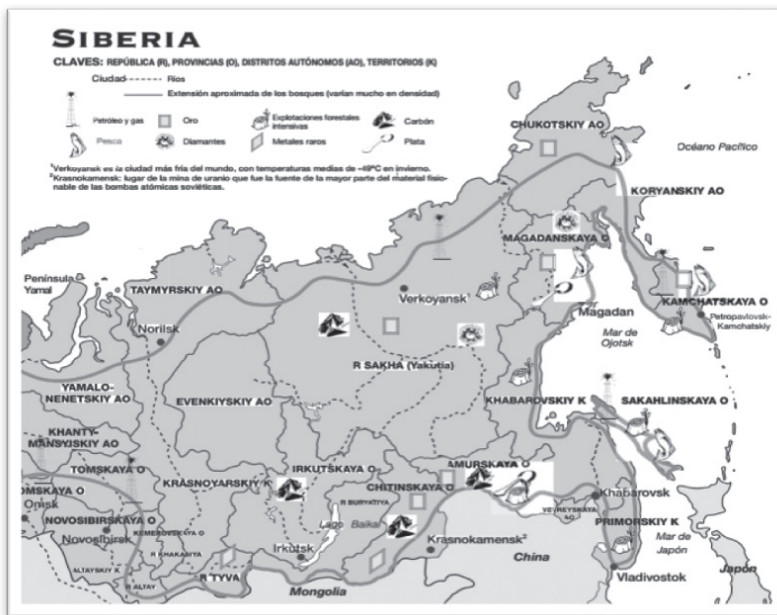 SIBERIA
CLAVES: REPÚBLICA (R), PROVINCIAS (O), DISTRITOS AUTÓNOMOS (AO), TERRITORIOS (K)
Ciudad Ríos
Extensión aproximada de los bosques (varían mucho en densidad)
Petróleo y gas Oro Explotaciones forestales intensivas Carbón
Pesca Diamantes Metales raros Plata
¹Verkoyansk es la ciudad más fría del mundo, con temperaturas medias de -49ºC en invierno.
²Krasnokamensk: lugar de la mina de uranio que fue la fuente de la mayor parte del material fisio-
nable de las bombas atómicas soviéticas.
CHUKOTSKIY AO
Océano Pacífico
KORYANSKIY AO
MAGADANSKAYA O
Península
Yamal
TAYMYRSKIY AO
Verkoyansk¹
KAMCHATSKAYA O
Magadan
Petropavlovsk-
Kamchatskiy
Norilsk
Mar de
Ojotsk
R SAKHA (Yakutia)
YAMALO-
NENETSKIY AO
EVENKIYSKIY AO
KHABAROVSKIY K
SAKAHLINSKAYA O
KHANTY-
MANSYISKIY AO
TOMSKAYA O
KRASNOYARSKIY K
IRKUTSKAYA O
AMURSKAYA O
CHITINSKAYA O
OMSKAYA O
Omsk
R BURYATIYA
Khabarovsk
YEVREYSKAYA
AO
NOVOSIBIRSKAYA O
Novosibirsk
KEMEROVSKAYA O
R KHAKASIYA
Lago Baikal
PRIMORSKIY K
Mar de
Japón
Irkutsk
Krasnokamensk²
China
ALTAYSKIY K
R ALTAY
R TYVA
Mongolia
Vladivostok
Japón